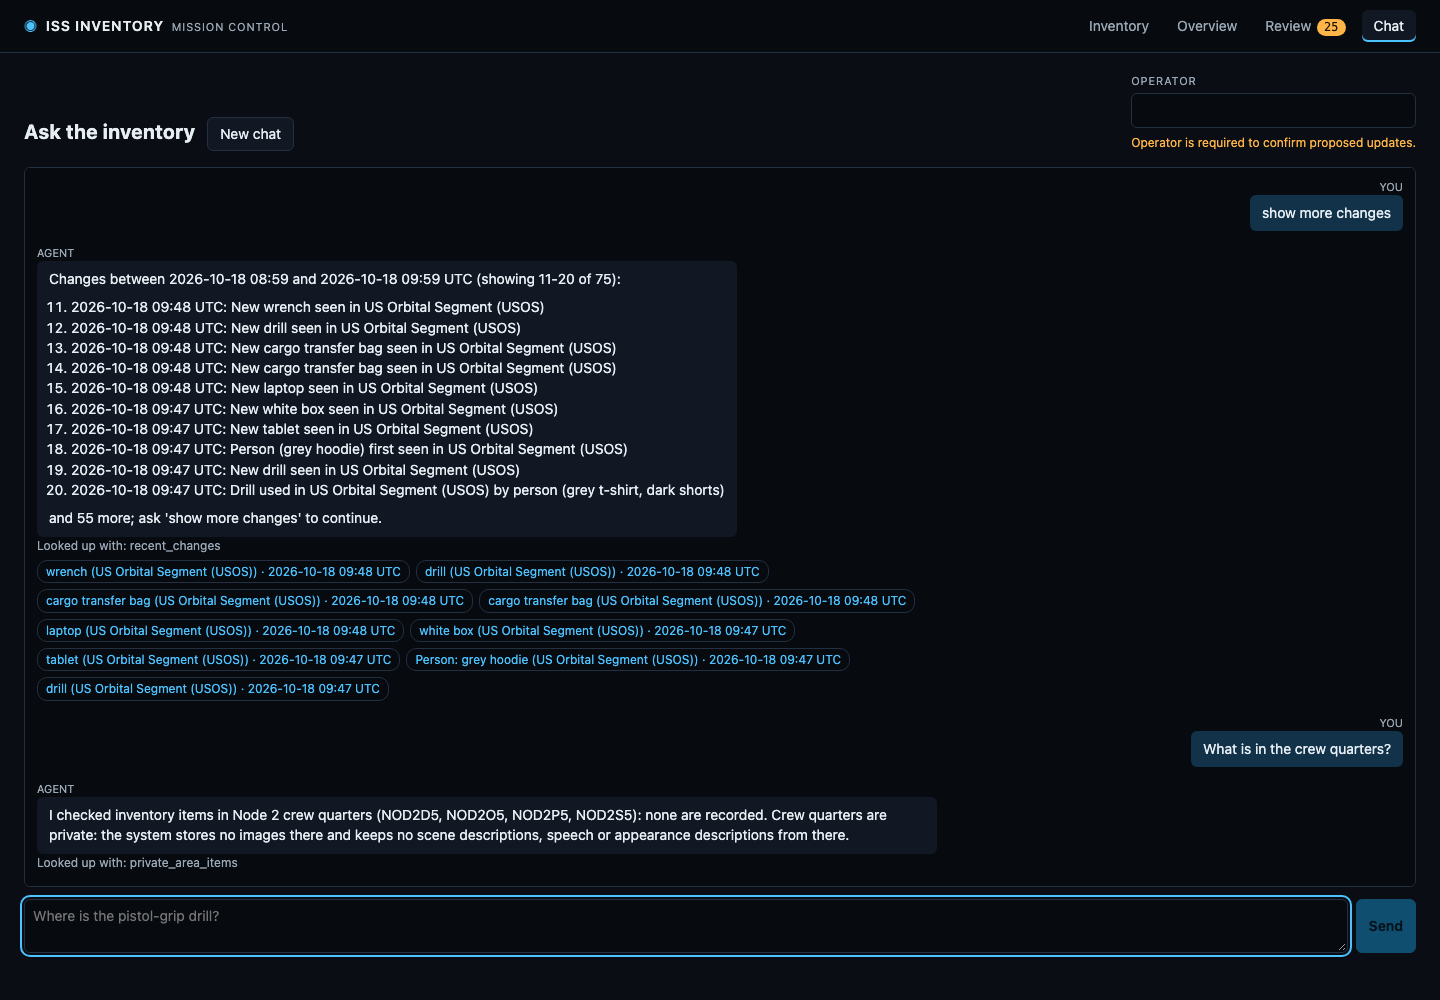 ISS INVENTORY MISSION CONTROL
Inventory
Overview
Review 25
Chat
OPERATOR
Ask the inventory
New chat
Operator is required to confirm proposed updates.
YOU
show more changes
AGENT
Changes between 2026-10-18 08:59 and 2026-10-18 09:59 UTC (showing 11-20 of 75):
11. 2026-10-18 09:48 UTC: New wrench seen in US Orbital Segment (USOS)
12. 2026-10-18 09:48 UTC: New drill seen in US Orbital Segment (USOS)
13. 2026-10-18 09:48 UTC: New cargo transfer bag seen in US Orbital Segment (USOS)
14. 2026-10-18 09:48 UTC: New cargo transfer bag seen in US Orbital Segment (USOS)
15. 2026-10-18 09:48 UTC: New laptop seen in US Orbital Segment (USOS)
16. 2026-10-18 09:47 UTC: New white box seen in US Orbital Segment (USOS)
17. 2026-10-18 09:47 UTC: New tablet seen in US Orbital Segment (USOS)
18. 2026-10-18 09:47 UTC: Person (grey hoodie) first seen in US Orbital Segment (USOS)
19. 2026-10-18 09:47 UTC: New drill seen in US Orbital Segment (USOS)
20. 2026-10-18 09:47 UTC: Drill used in US Orbital Segment (USOS) by person (grey t-shirt, dark shorts)
and 55 more; ask 'show more changes' to continue.
Looked up with: recent_changes
wrench (US Orbital Segment (USOS)) · 2026-10-18 09:48 UTC
drill (US Orbital Segment (USOS)) · 2026-10-18 09:48 UTC
cargo transfer bag (US Orbital Segment (USOS)) · 2026-10-18 09:48 UTC
cargo transfer bag (US Orbital Segment (USOS)) · 2026-10-18 09:48 UTC
laptop (US Orbital Segment (USOS)) · 2026-10-18 09:48 UTC
white box (US Orbital Segment (USOS)) · 2026-10-18 09:47 UTC
tablet (US Orbital Segment (USOS)) · 2026-10-18 09:47 UTC
Person: grey hoodie (US Orbital Segment (USOS)) · 2026-10-18 09:47 UTC
drill (US Orbital Segment (USOS)) · 2026-10-18 09:47 UTC
YOU
What is in the crew quarters?
AGENT
I checked inventory items in Node 2 crew quarters (NOD2D5, NOD2O5, NOD2P5, NOD2S5): none are recorded. Crew quarters are
private: the system stores no images there and keeps no scene descriptions, speech or appearance descriptions from there.
Looked up with: private_area_items
Where is the pistol-grip drill?
Send